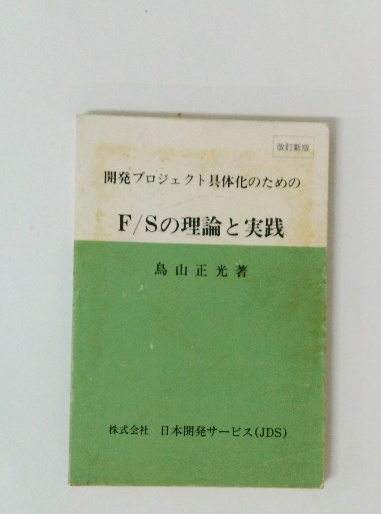 改訂新版
開発プロジェクト具体化のための
F/Sの理論と実践
鳥山正光著
株式会社 日本開発サービス(JDS)